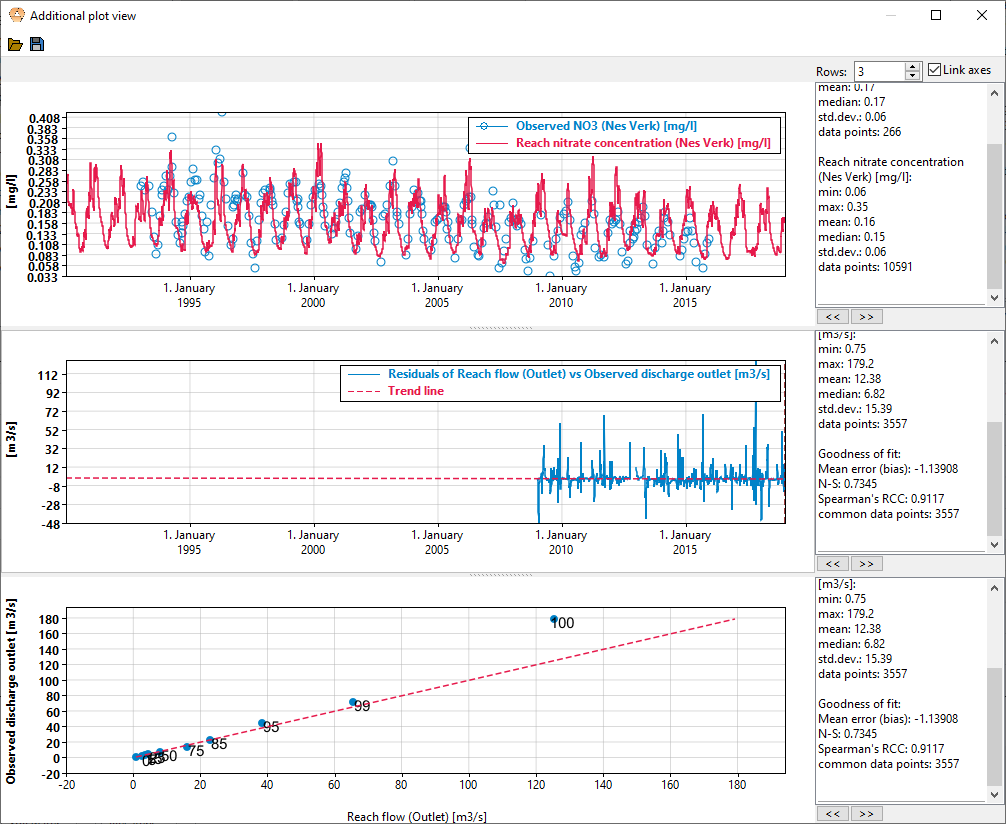 Additional plot view
Rows: 3 Link axes
0.408
0.383
0.358
0.333
0.308
0.283
0.258
0.233
0.208
0.183
0.158
0.133
0.108
0.083
0.058
0.033
[mg/l]
Observed NO3 (Nes Verk) [mg/l]
Reach nitrate concentration (Nes Verk) [mg/l]
1. January 1. January 1. January 1. January 1. January
1995 2000 2005 2010 2015
mean: 0.17
median: 0.17
std.dev.: 0.06
data points: 266
Reach nitrate concentration
(Nes Verk) [mg/l]:
min: 0.06
max: 0.35
mean: 0.16
median: 0.15
std.dev.: 0.06
data points: 10591
<< >>
112
92
72
52
32
12
-8
-28
-48
[m3/s]
Residuals of Reach flow (Outlet) vs Observed discharge outlet [m3/s]
Trend line
1. January 1. January 1. January 1. January 1. January
1995 2000 2005 2010 2015
[m3/s]:
min: 0.75
max: 179.2
mean: 12.38
median: 6.82
std.dev.: 15.39
data points: 3557
Goodness of fit:
Mean error (bias): -1.13908
N-S: 0.7345
Spearman's RCC: 0.9117
common data points: 3557
<< >>
180
160
140
120
100
80
60
40
20
0
-20
Observed discharge outlet [m3/s]
100
99
95
85
75
50
-20 0 20 40 60 80 100 120 140 160 180
Reach flow (Outlet) [m3/s]
[m3/s]:
min: 0.75
max: 179.2
mean: 12.38
median: 6.82
std.dev.: 15.39
data points: 3557
Goodness of fit:
Mean error (bias): -1.13908
N-S: 0.7345
Spearman's RCC: 0.9117
common data points: 3557
<< >>